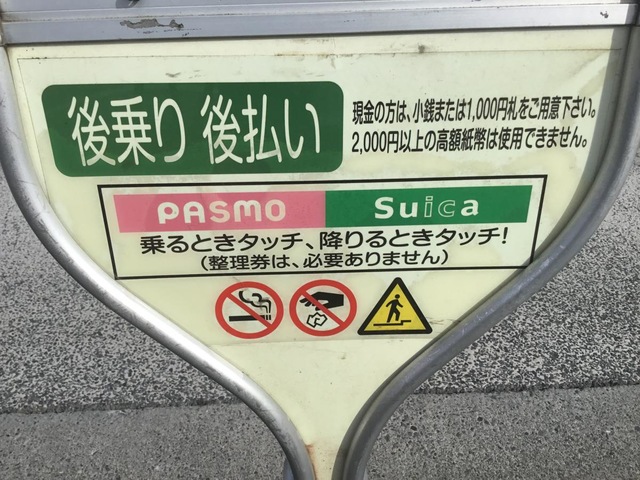 後乗り 後払い
現金の方は、小銭または1,000円札をご用意下さい。
2,000円以上の高額紙幣は使用できません。
PASMO Suica
乗るときタッチ、降りるときタッチ!
(整理券は、必要ありません)